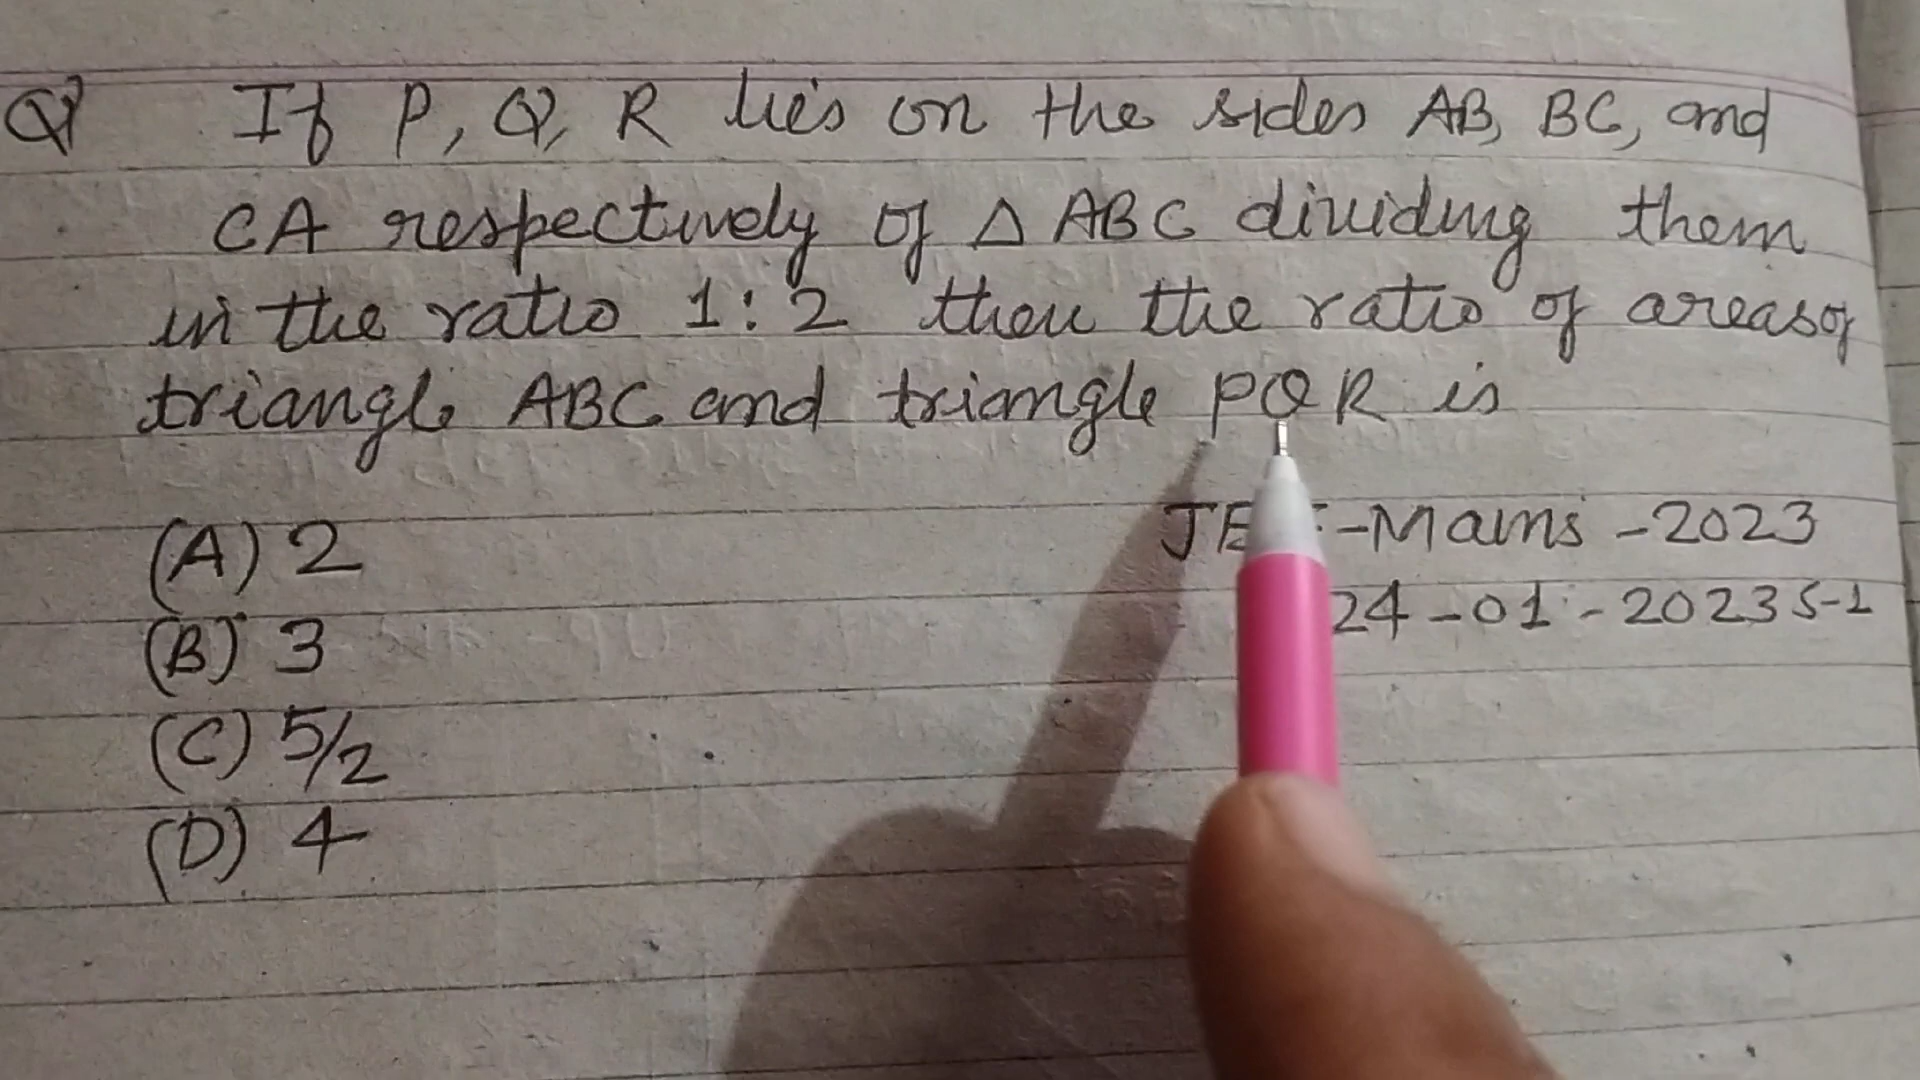 Q If P, Q, R lies on the sides AB, BC, and
CA respectively of △ ABC dividing them
in the ratio 1:2 then the ratio of areas of
triangle ABC and triangle PQR is
(A) 2
JEE-Mains-2023
(B) 3
24-01-2023 S-1
(C) 5/2
(D) 4